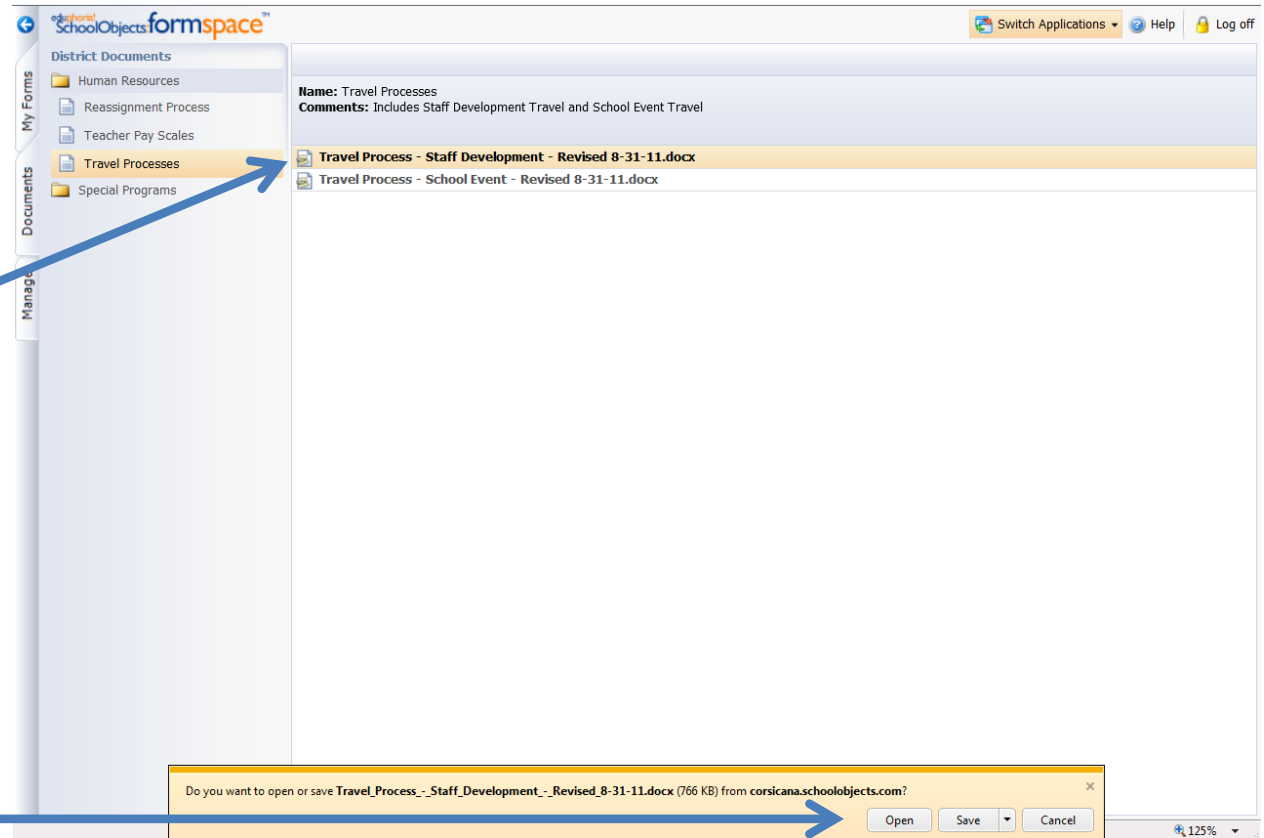 eduphoria! SchoolObjects:formspace™
Switch Applications
Help
Log off
My Forms
Documents
Manage
District Documents
Human Resources
Reassignment Process
Teacher Pay Scales
Travel Processes
Special Programs
Name: Travel Processes
Comments: Includes Staff Development Travel and School Event Travel
Travel Process - Staff Development - Revised 8-31-11.docx
Travel Process - School Event - Revised 8-31-11.docx
Do you want to open or save Travel_Process_-_Staff_Development_-_Revised_8-31-11.docx (766 KB) from corsicana.schoolobjects.com?
Open
Save
Cancel
125%